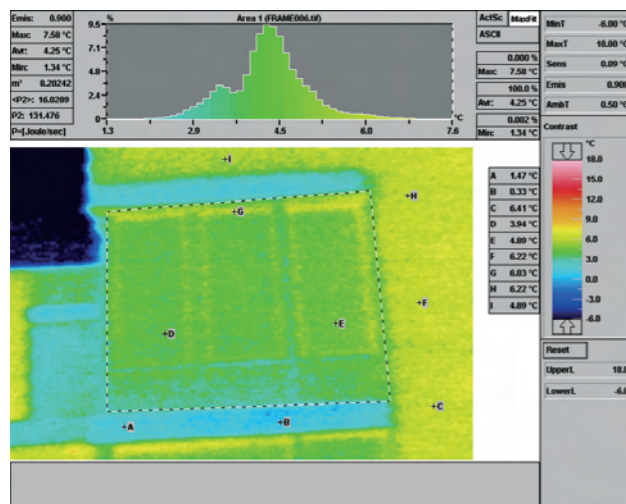 Emis: 0.900
Max: 7.58 °C
Avr: 4.25 °C
Min: 1.34 °C
m² 0.20242
<P2>: 16.0289
P2: 131.476
P=[Joule/sec]
% Area 1 (FRAME006.tif)
9.5
7.1
4.8
2.4
0.0
°C
1.3 2.9 4.5 6.0 7.6
ActSc MaxFit
ASCII
0.000 %
Max: 7.58 °C
100.0 %
Avr: 4.25 °C
0.002 %
Min: 1.34 °C
MinT -6.00 °C
MaxT 18.00 °C
Sens 0.09 °C
Emis 0.900
AmbT 0.50 °C
Contrast
°C
18.0
15.0
12.0
9.0
6.0
3.0
0.0
-3.0
-6.0
Reset
UpperL 18.0
LowerL -6.0
A 1.47 °C
B 0.33 °C
C 6.41 °C
D 3.94 °C
E 4.89 °C
F 6.22 °C
G 6.03 °C
H 6.22 °C
I 4.89 °C
+I
+H
+G
+F
+E
+D
+C
+B
+A